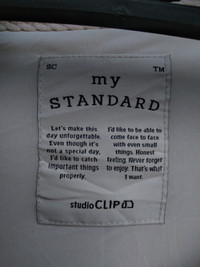 SC TM
my
STANDARD
Let's make this
day unforgettable.
Even though it's
not a special day,
I'd like to catch
important things
properly.
I'd like to be able to
come face to face
with even small
things. Honest
feeling. Never forget
to enjoy. That's what
I want.
studio CLIP